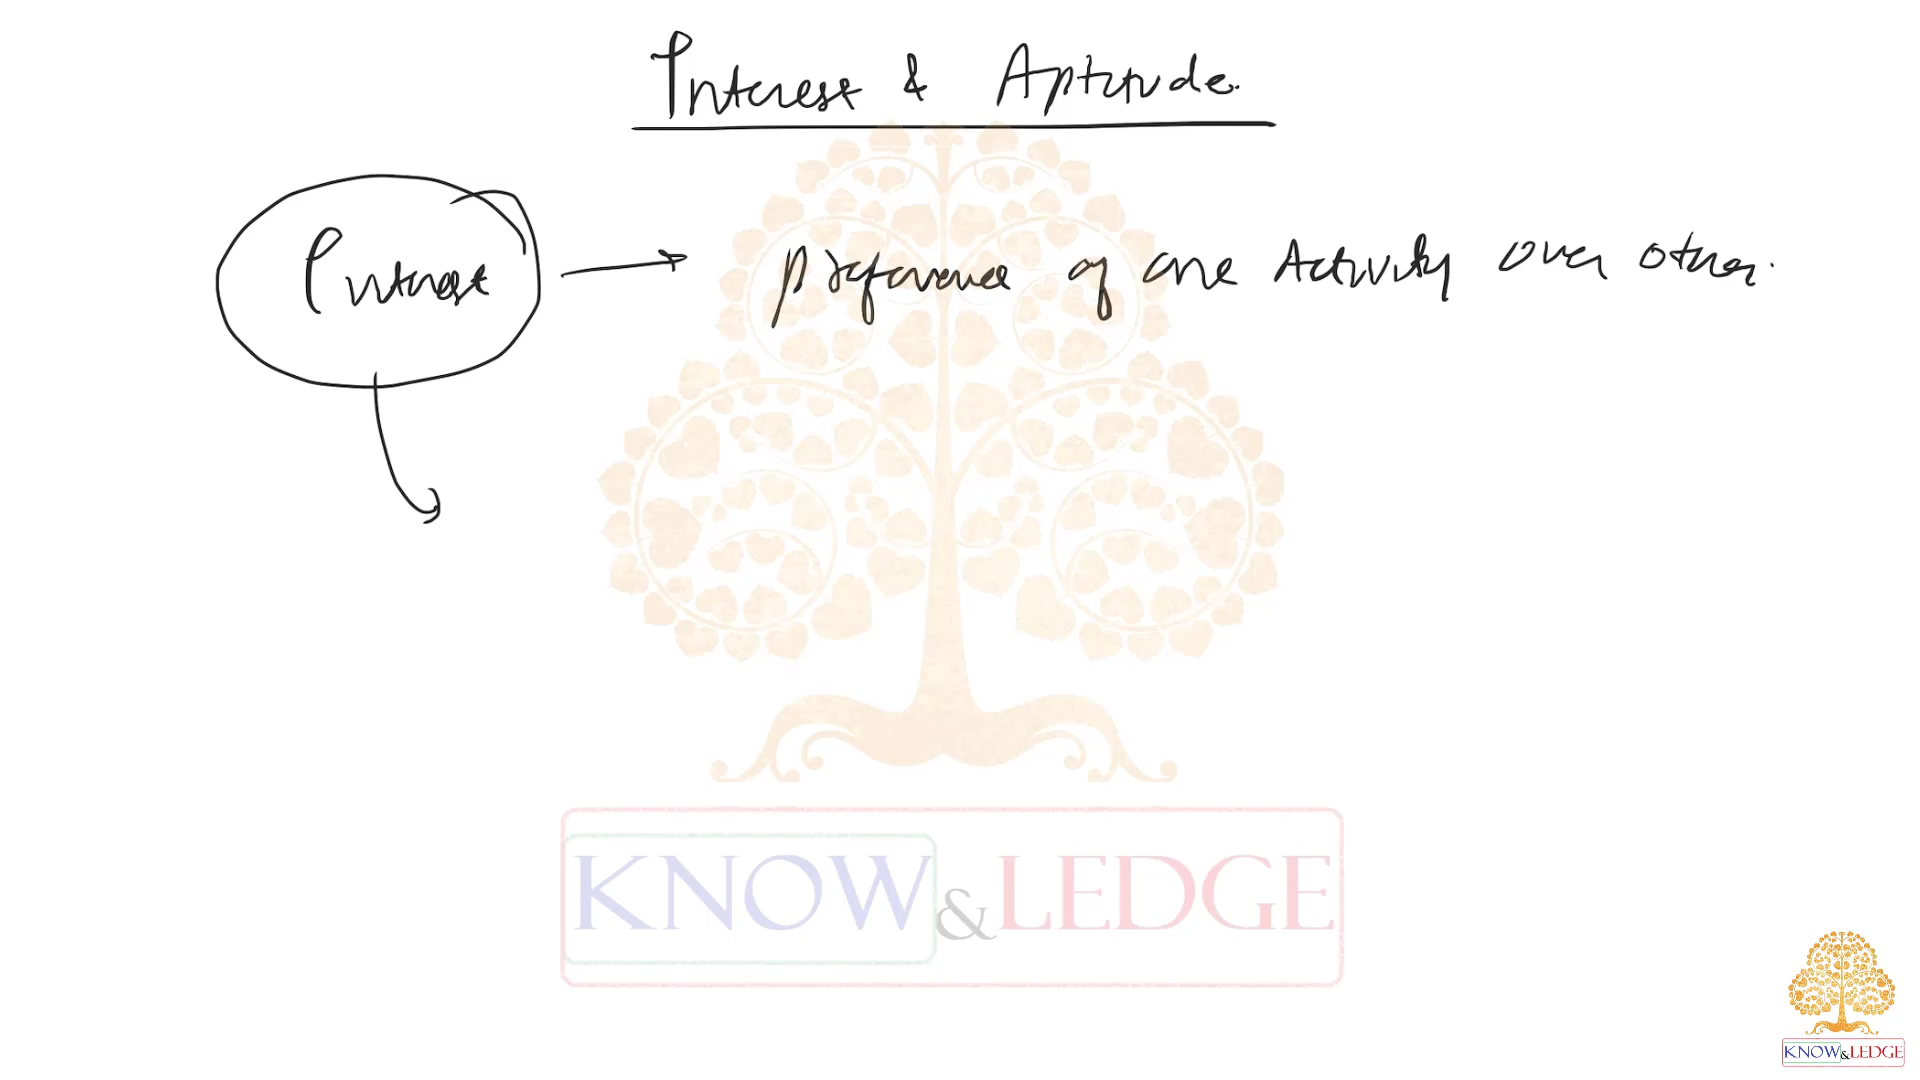 Interest & Aptitude.
Interest → preference of one Activity over other.
KNOW&LEDGE
KNOW&LEDGE